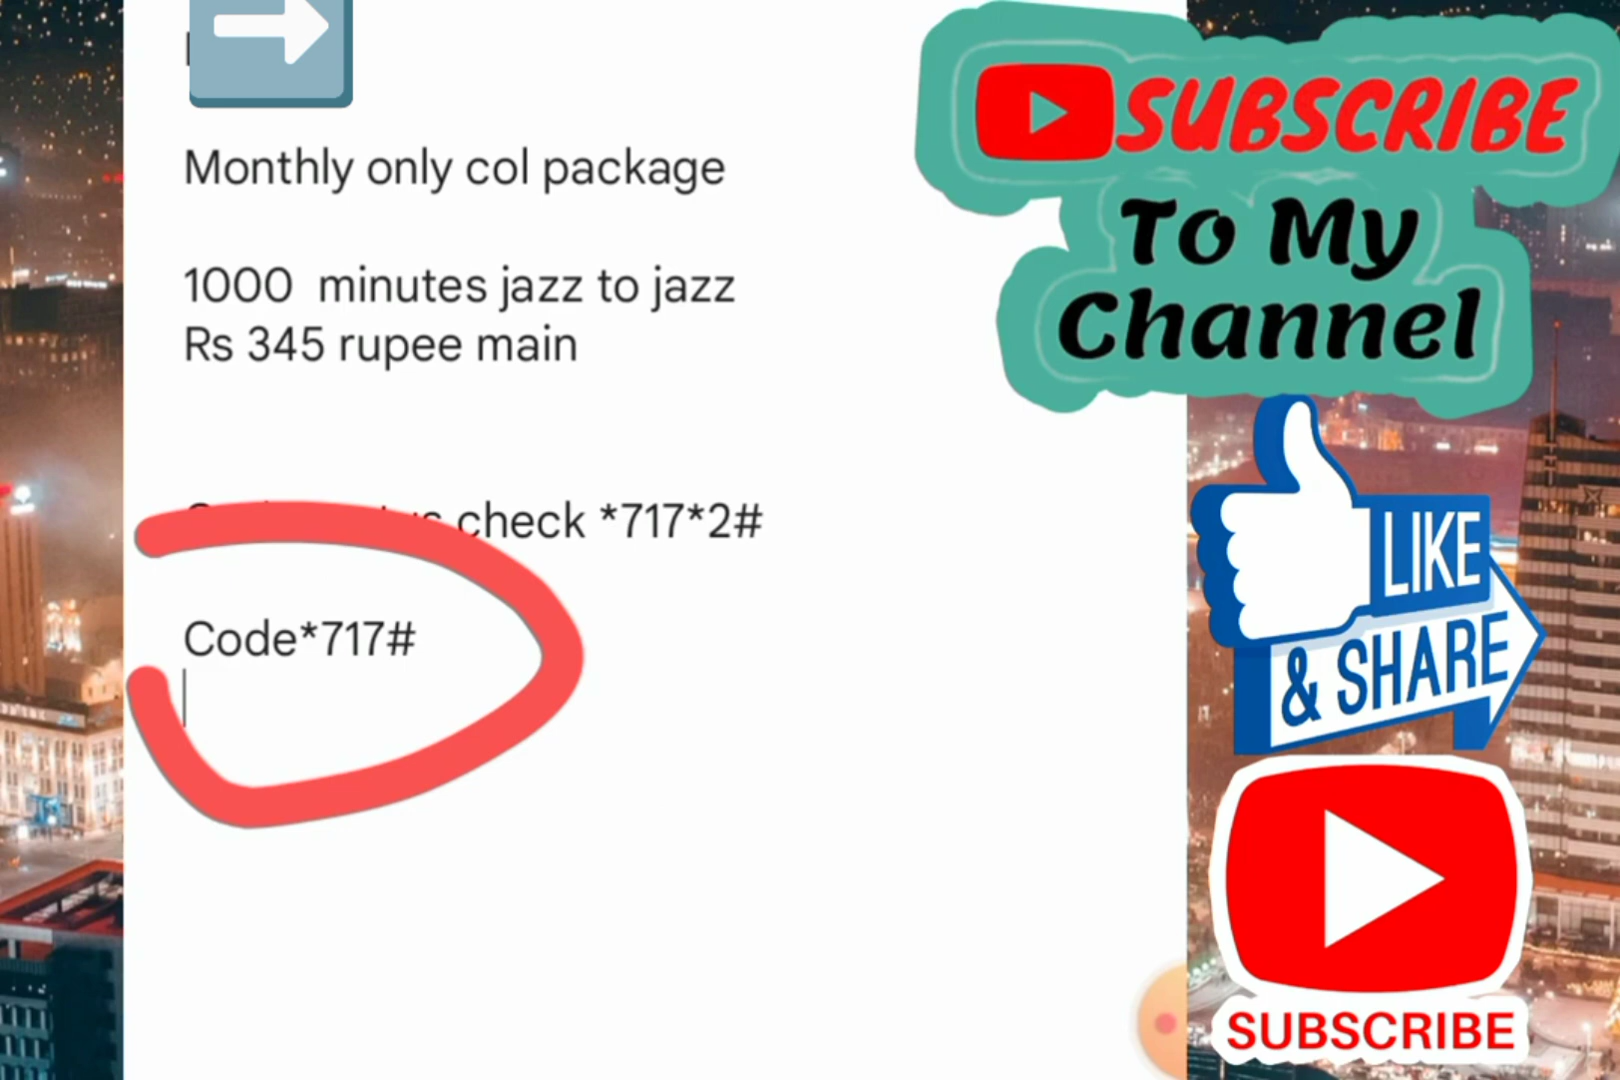 Monthly only col package
1000 minutes jazz to jazz
Rs 345 rupee main
check *717*2#
Code*717#
SUBSCRIBE
To My
Channel
LIKE
& SHARE
SUBSCRIBE